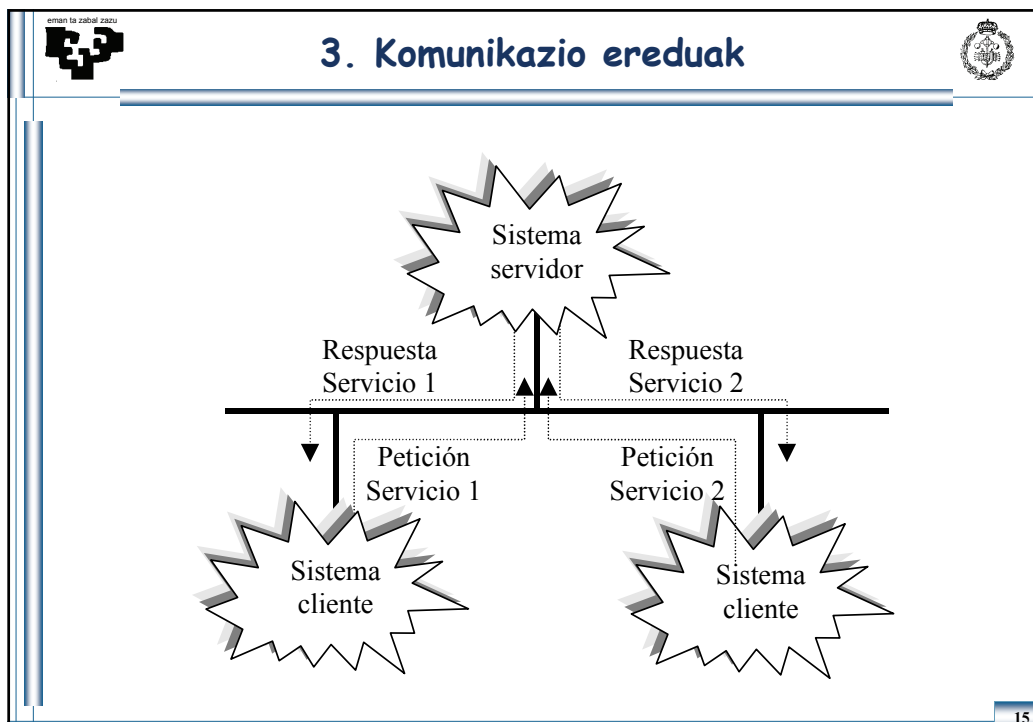 eman ta zabal zazu
3. Komunikazio ereduak
Sistema
servidor
Respuesta
Servicio 1
Respuesta
Servicio 2
Petición
Servicio 1
Petición
Servicio 2
Sistema
cliente
Sistema
cliente
15